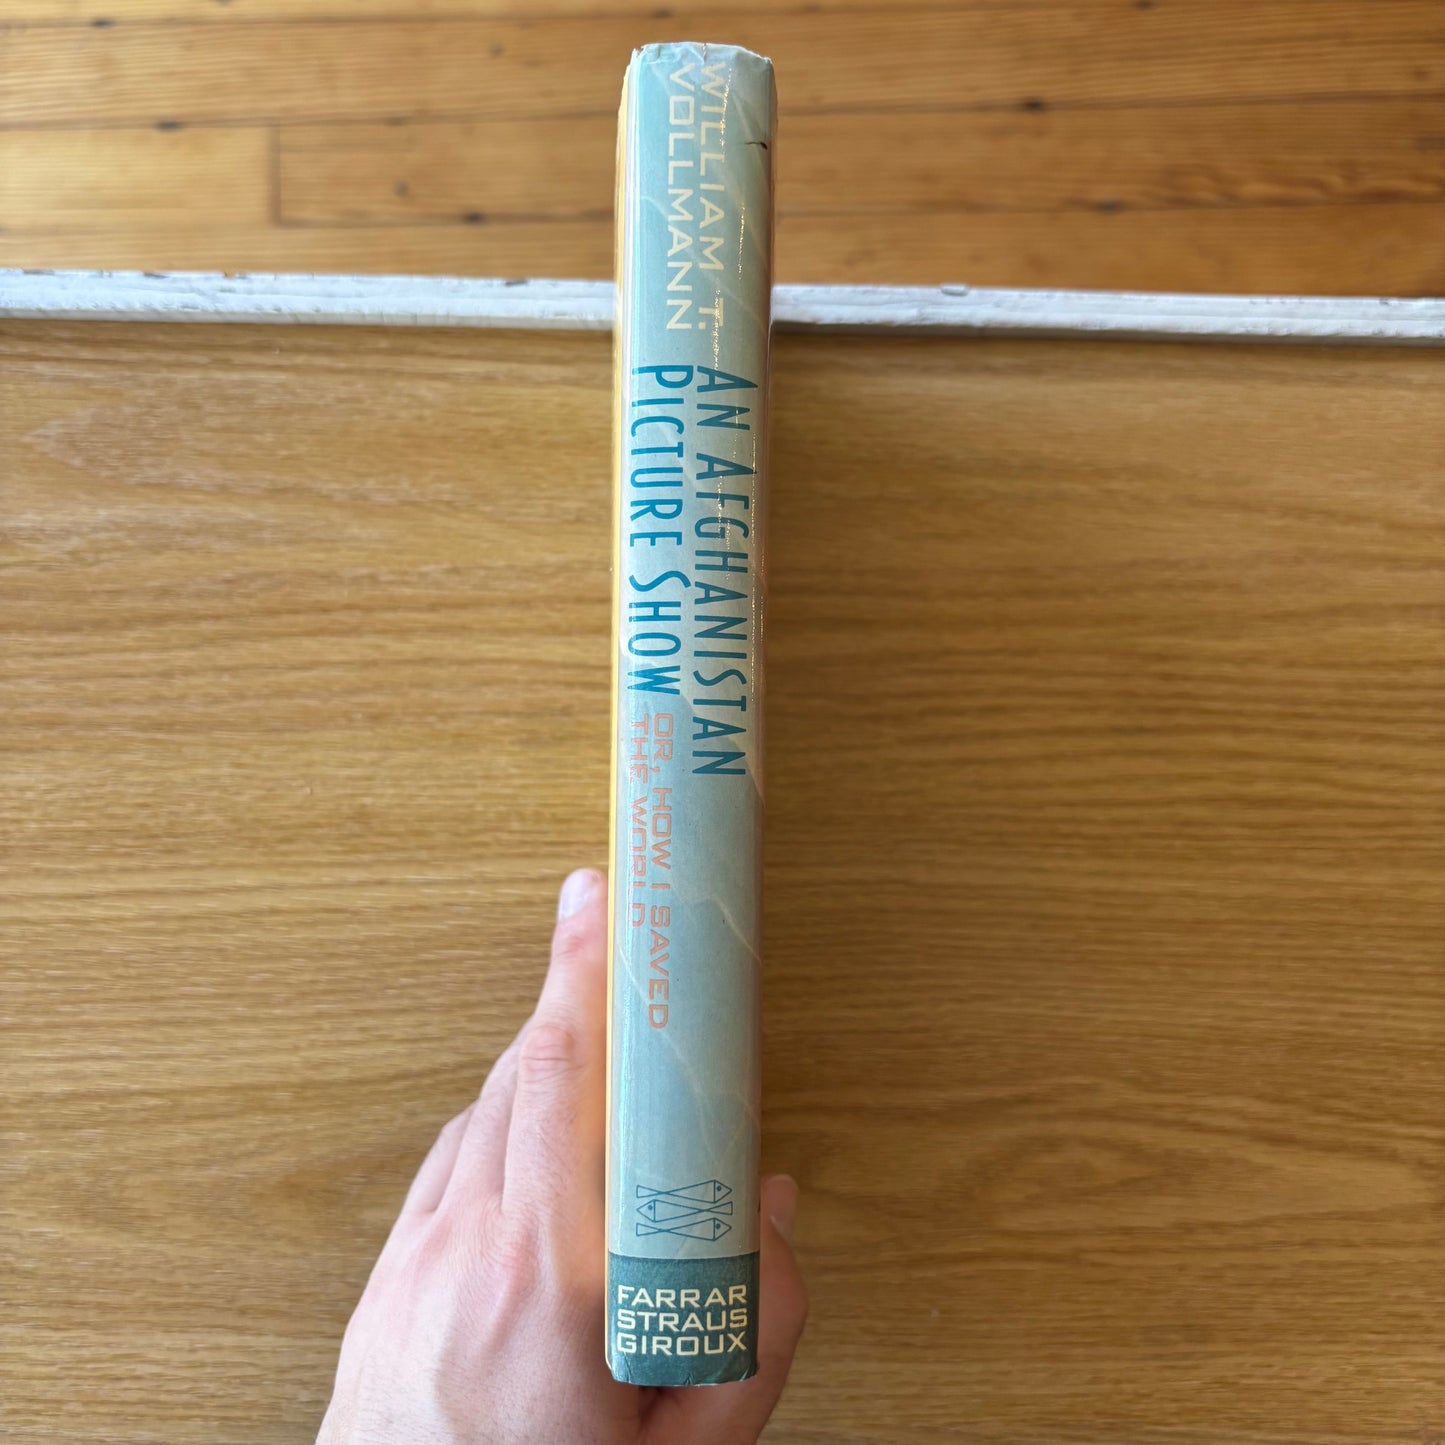 WILLIAM T.
VOLLMANN
AN AFGHANISTAN
PICTURE SHOW
OR, HOW I SAVED
THE WORLD
FARRAR
STRAUS
GIROUX